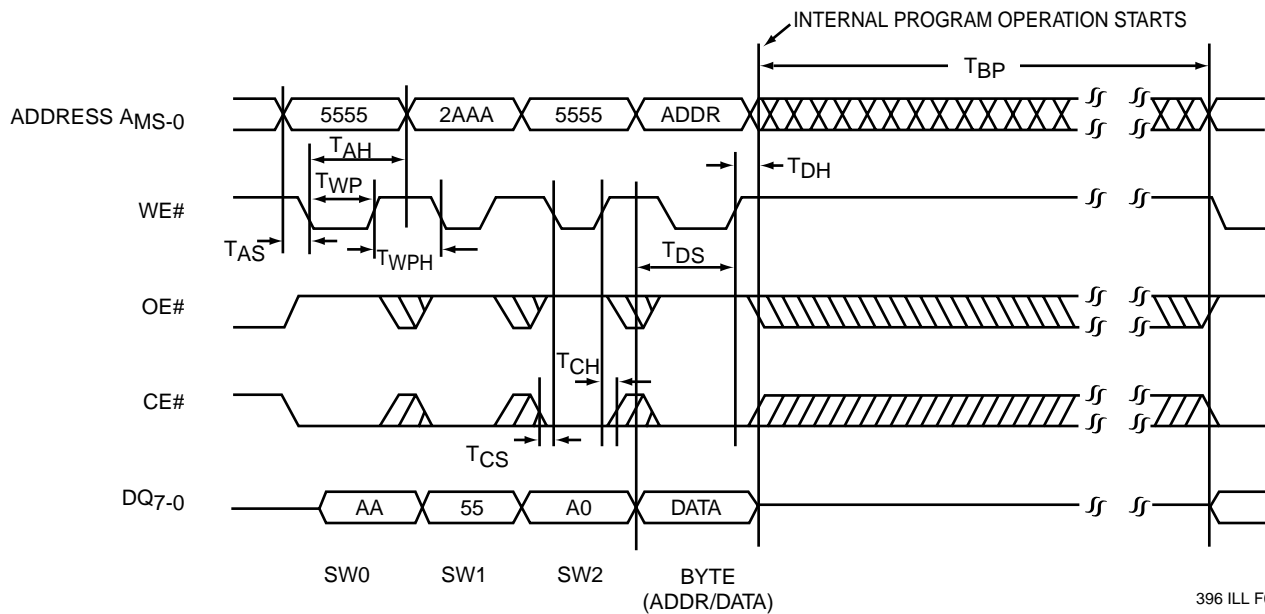 INTERNAL PROGRAM OPERATION STARTS
TBP
ADDRESS AMS-0
5555
2AAA
5555
ADDR
TAH
TDH
TWP
WE#
TAS
TWPH
TDS
OE#
TCH
CE#
TCS
DQ7-0
AA
55
A0
DATA
SW0
SW1
SW2
BYTE
(ADDR/DATA)
396 ILL